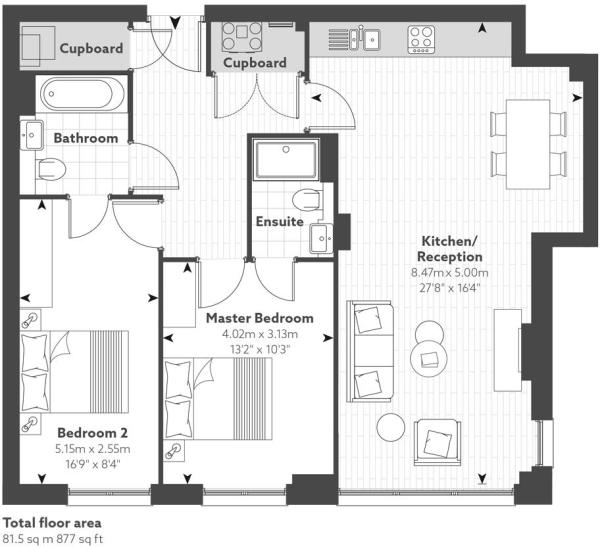 Cupboard
Cupboard
Bathroom
Ensuite
Kitchen/
Reception
8.47m x 5.00m
27'8" x 16'4"
Master Bedroom
4.02m x 3.13m
13'2" x 10'3"
Bedroom 2
5.15m x 2.55m
16'9" x 8'4"
Total floor area
81.5 sq m 877 sq ft